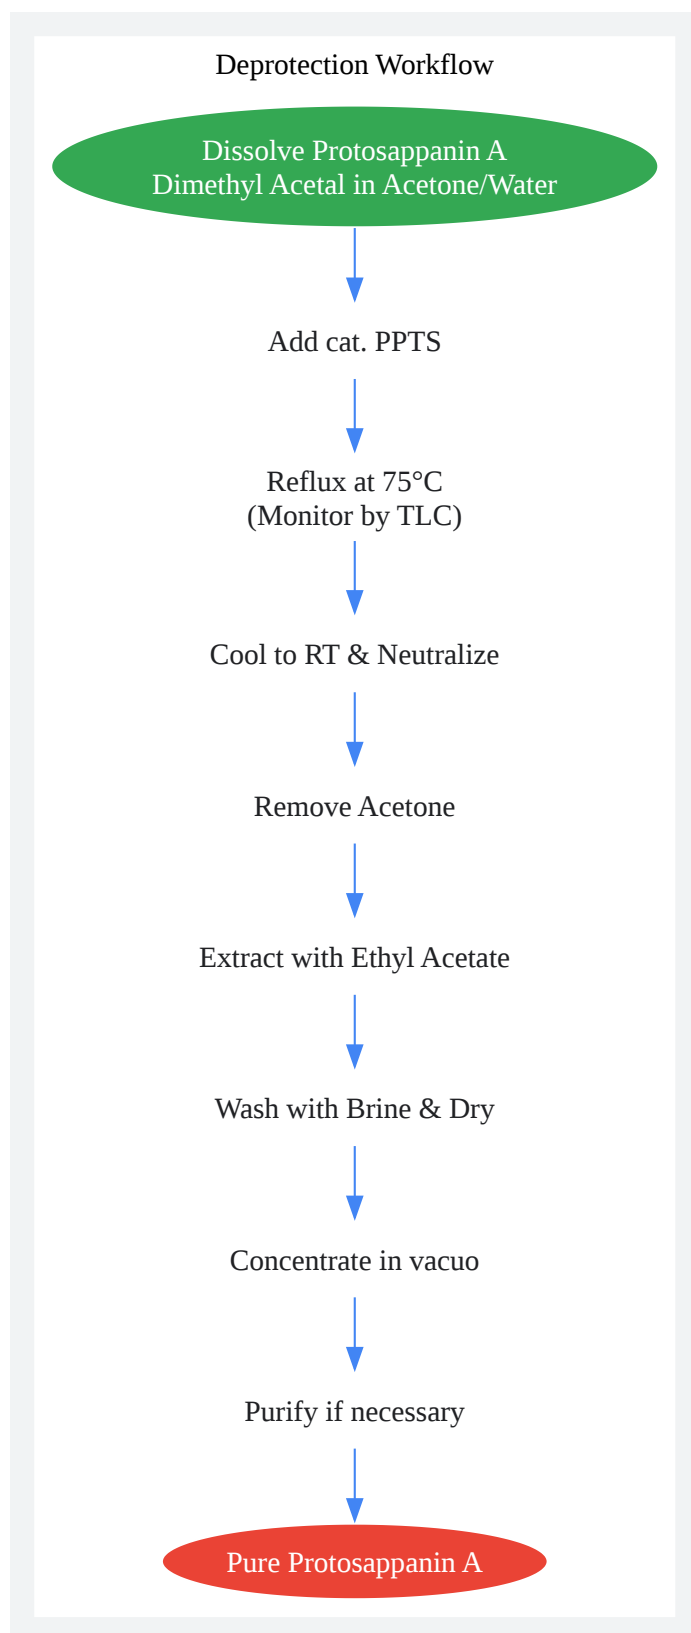 Deprotection Workflow
Dissolve Protosappanin A
Dimethyl Acetal in Acetone/Water
Add cat. PPTS
Reflux at 75°C
(Monitor by TLC)
Cool to RT & Neutralize
Remove Acetone
Extract with Ethyl Acetate
Wash with Brine & Dry
Concentrate in vacuo
Purify if necessary
Pure Protosappanin A